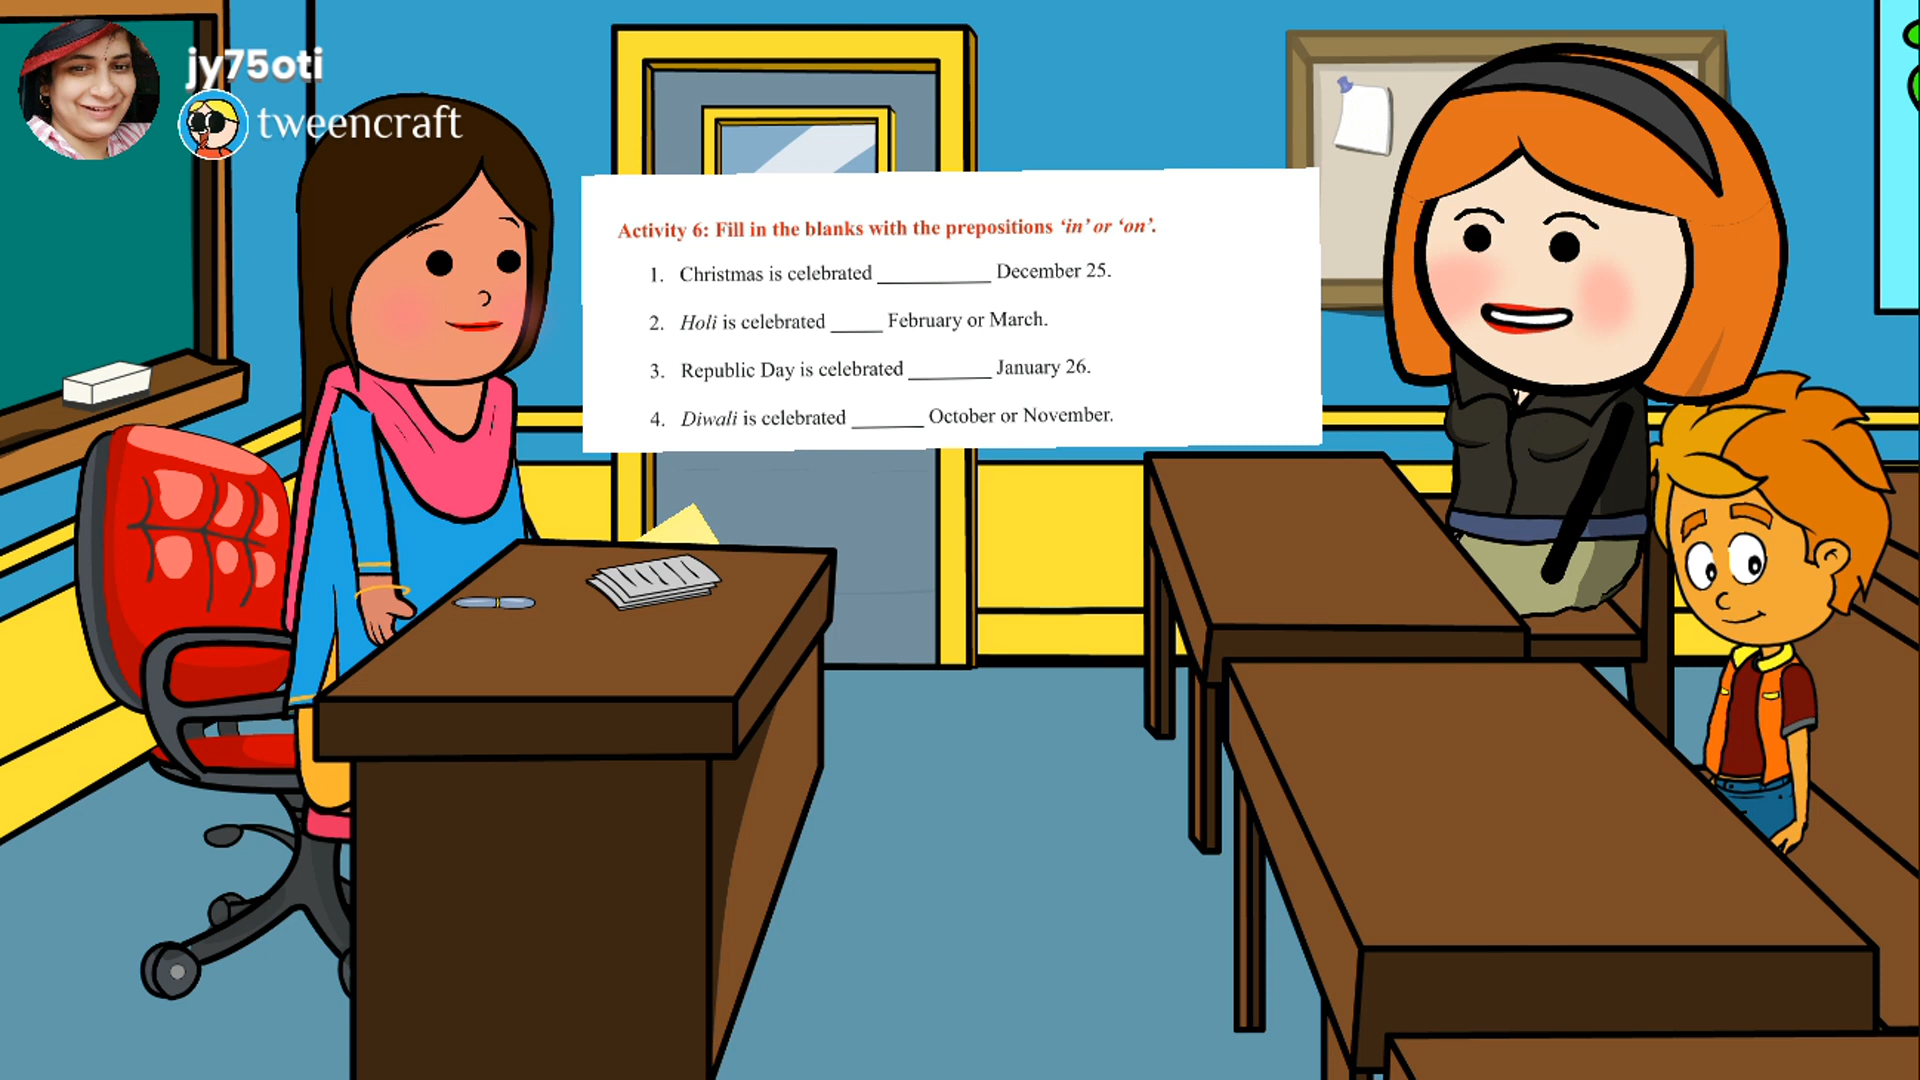 jy75oti
tweencraft
Activity 6: Fill in the blanks with the prepositions ‘in’ or ‘on’.
1. Christmas is celebrated __________ December 25.
2. Holi is celebrated _____ February or March.
3. Republic Day is celebrated ________ January 26.
4. Diwali is celebrated _______ October or November.